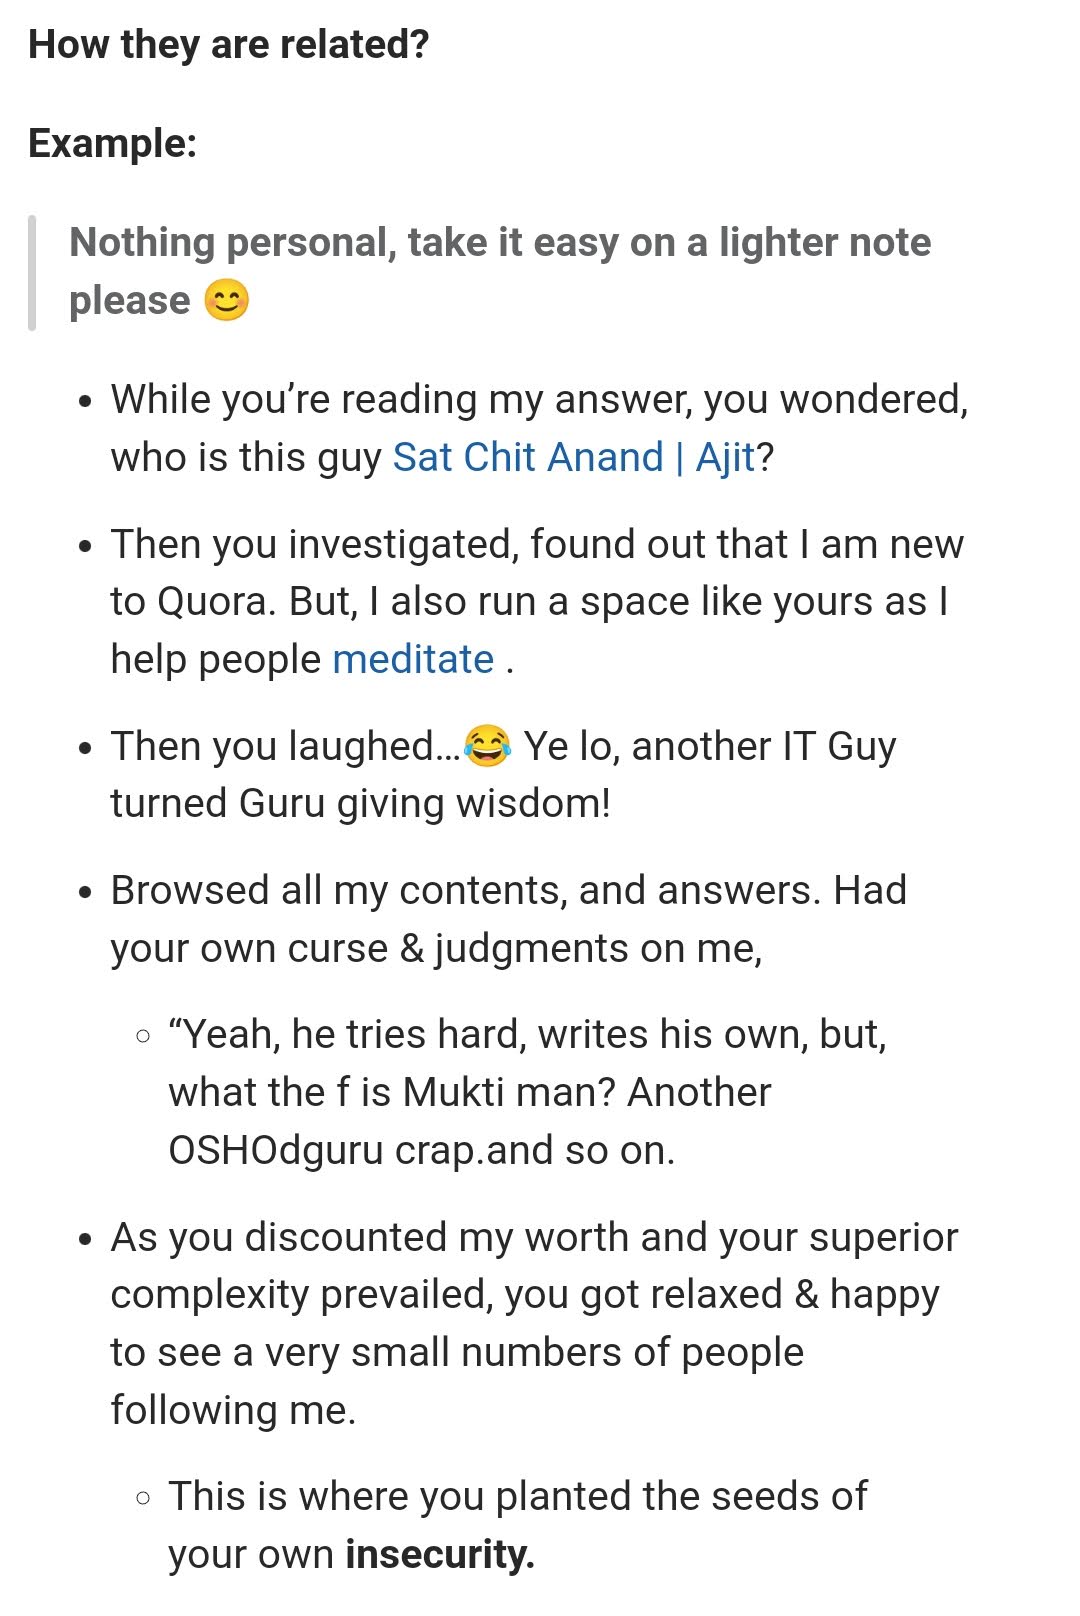 How they are related?
Example:
Nothing personal, take it easy on a lighter note
please 😊
• While you’re reading my answer, you wondered,
who is this guy Sat Chit Anand | Ajit?
• Then you investigated, found out that I am new
to Quora. But, I also run a space like yours as I
help people meditate .
• Then you laughed…😂 Ye lo, another IT Guy
turned Guru giving wisdom!
• Browsed all my contents, and answers. Had
your own curse & judgments on me,
◦ “Yeah, he tries hard, writes his own, but,
what the f is Mukti man? Another
OSHOdguru crap.and so on.
• As you discounted my worth and your superior
complexity prevailed, you got relaxed & happy
to see a very small numbers of people
following me.
◦ This is where you planted the seeds of
your own insecurity.